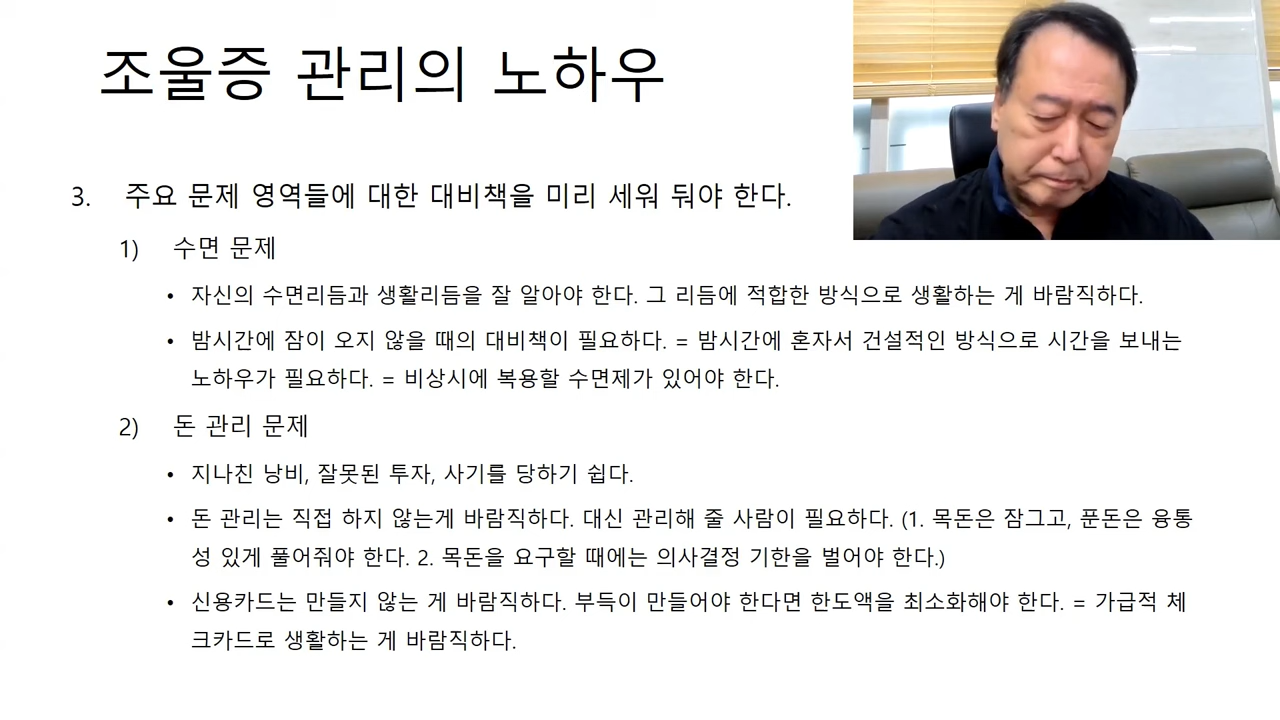 조울증 관리의 노하우
3. 주요 문제 영역들에 대한 대비책을 미리 세워 둬야 한다.
1) 수면 문제
• 자신의 수면리듬과 생활리듬을 잘 알아야 한다. 그 리듬에 적합한 방식으로 생활하는 게 바람직하다.
• 밤시간에 잠이 오지 않을 때의 대비책이 필요하다. = 밤시간에 혼자서 건설적인 방식으로 시간을 보내는
노하우가 필요하다. = 비상시에 복용할 수면제가 있어야 한다.
2) 돈 관리 문제
• 지나친 낭비, 잘못된 투자, 사기를 당하기 쉽다.
• 돈 관리는 직접 하지 않는게 바람직하다. 대신 관리해 줄 사람이 필요하다. (1. 목돈은 잠그고, 푼돈은 융통
성 있게 풀어줘야 한다. 2. 목돈을 요구할 때에는 의사결정 기한을 벌어야 한다.)
• 신용카드는 만들지 않는 게 바람직하다. 부득이 만들어야 한다면 한도액을 최소화해야 한다. = 가급적 체
크카드로 생활하는 게 바람직하다.